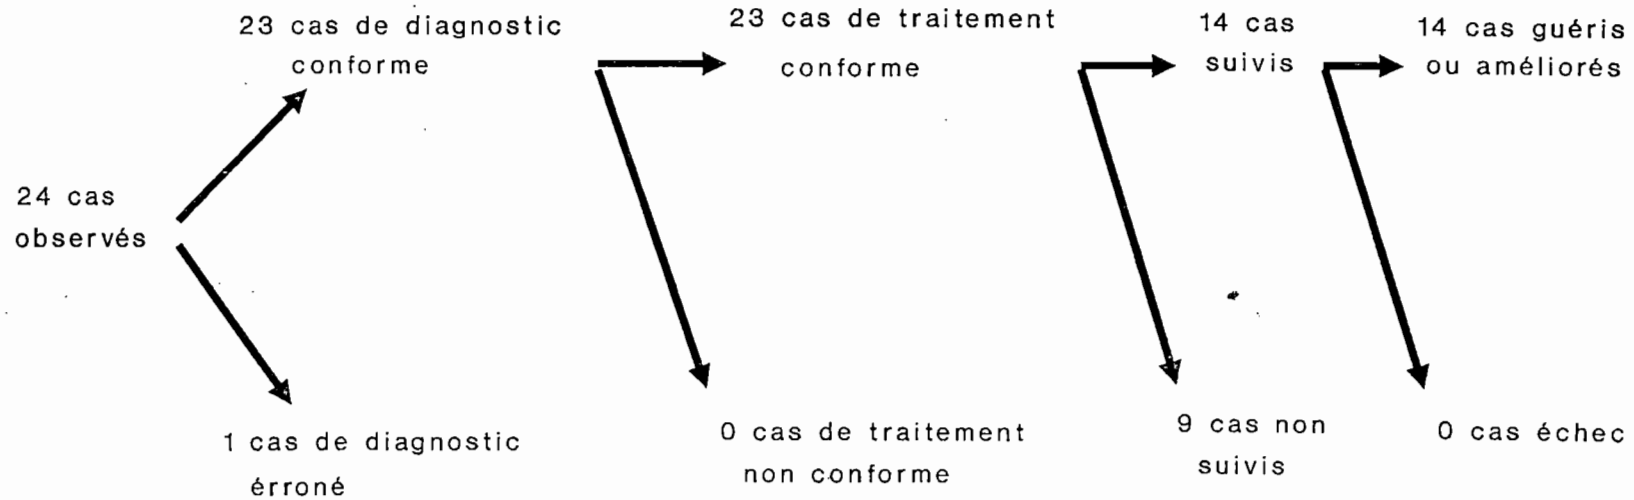 23 cas de diagnostic
conforme
23 cas de traitement
conforme
14 cas
suivis
14 cas guéris
ou améliorés
24 cas
observés
1 cas de diagnostic
érroné
0 cas de traitement
non conforme
9 cas non
suivis
0 cas échec